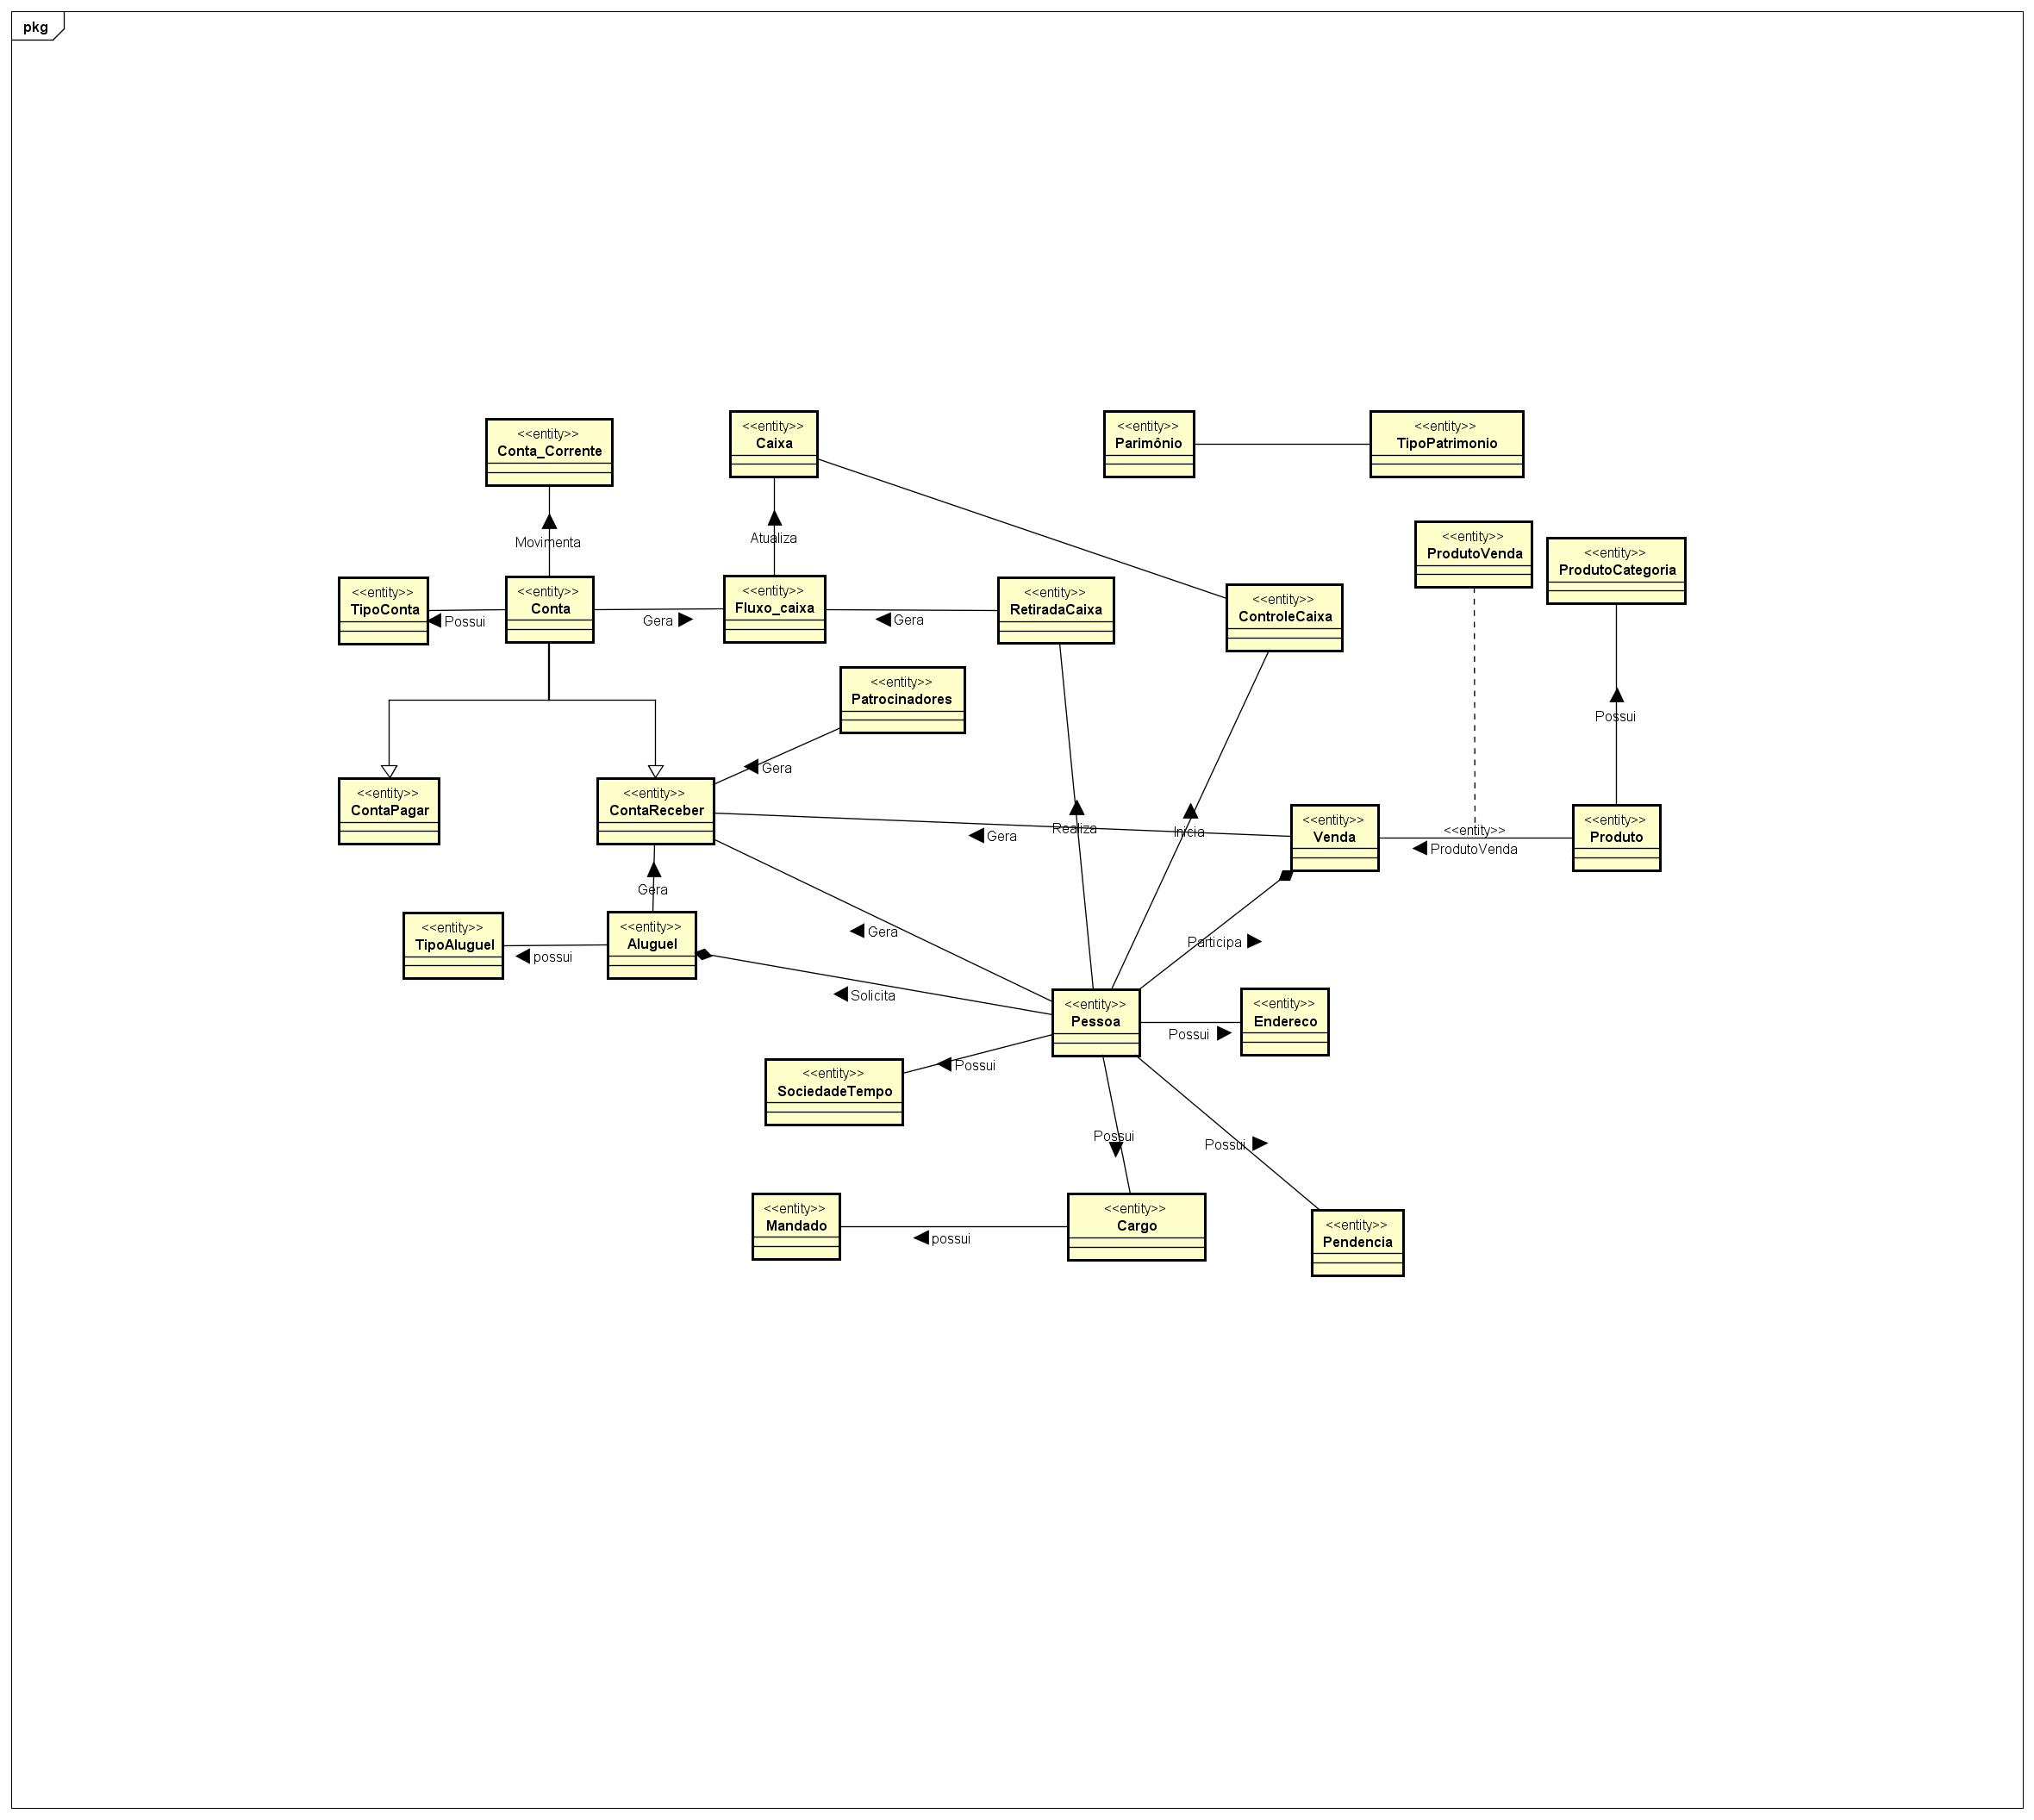 pkg
<<entity>>
Conta_Corrente
<<entity>>
Caixa
<<entity>>
Parimônio
<<entity>>
TipoPatrimonio
Movimenta
Atualiza
<<entity>>
ProdutoVenda
<<entity>>
ProdutoCategoria
<<entity>>
TipoConta
Possui
<<entity>>
Conta
Gera
<<entity>>
Fluxo_caixa
Gera
<<entity>>
RetiradaCaixa
<<entity>>
ControleCaixa
<<entity>>
Patrocinadores
Gera
Possui
<<entity>>
ContaPagar
<<entity>>
ContaReceber
Gera
Realiza
Inicia
<<entity>>
Venda
<<entity>>
ProdutoVenda
<<entity>>
Produto
Gera
<<entity>>
TipoAluguel
possui
<<entity>>
Aluguel
Gera
Participa
Solicita
<<entity>>
Pessoa
Possui
<<entity>>
Endereco
<<entity>>
SociedadeTempo
Possui
Possui
Possui
<<entity>>
Mandado
possui
<<entity>>
Cargo
<<entity>>
Pendencia